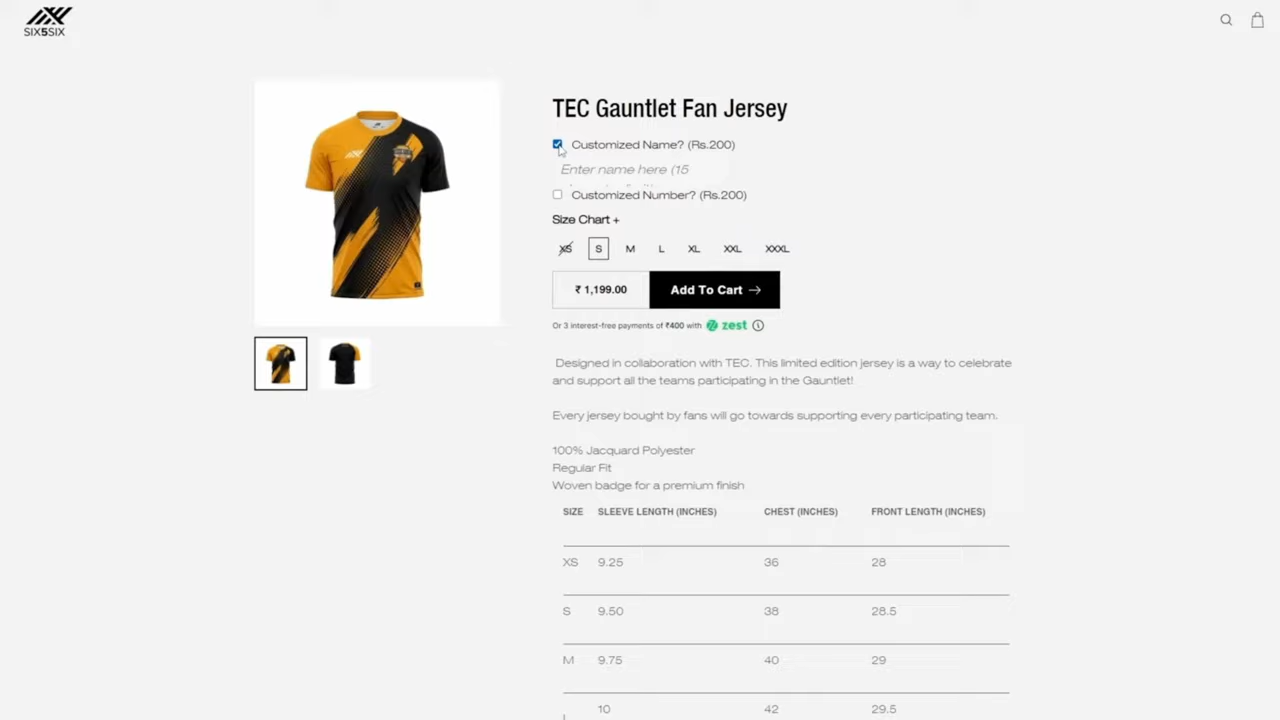 SIX5SIX
TEC Gauntlet Fan Jersey
Customized Name? (Rs.200)
Enter name here (15
Customized Number? (Rs.200)
Size Chart +
XS S M L XL XXL XXXL
₹ 1,199.00 Add To Cart →
Or 3 interest-free payments of ₹400 with zest
Designed in collaboration with TEC. This limited edition jersey is a way to celebrate
and support all the teams participating in the Gauntlet!
Every jersey bought by fans will go towards supporting every participating team.
100% Jacquard Polyester
Regular Fit
Woven badge for a premium finish
SIZE SLEEVE LENGTH (INCHES) CHEST (INCHES) FRONT LENGTH (INCHES)
XS 9.25 36 28
S 9.50 38 28.5
M 9.75 40 29
10 42 29.5